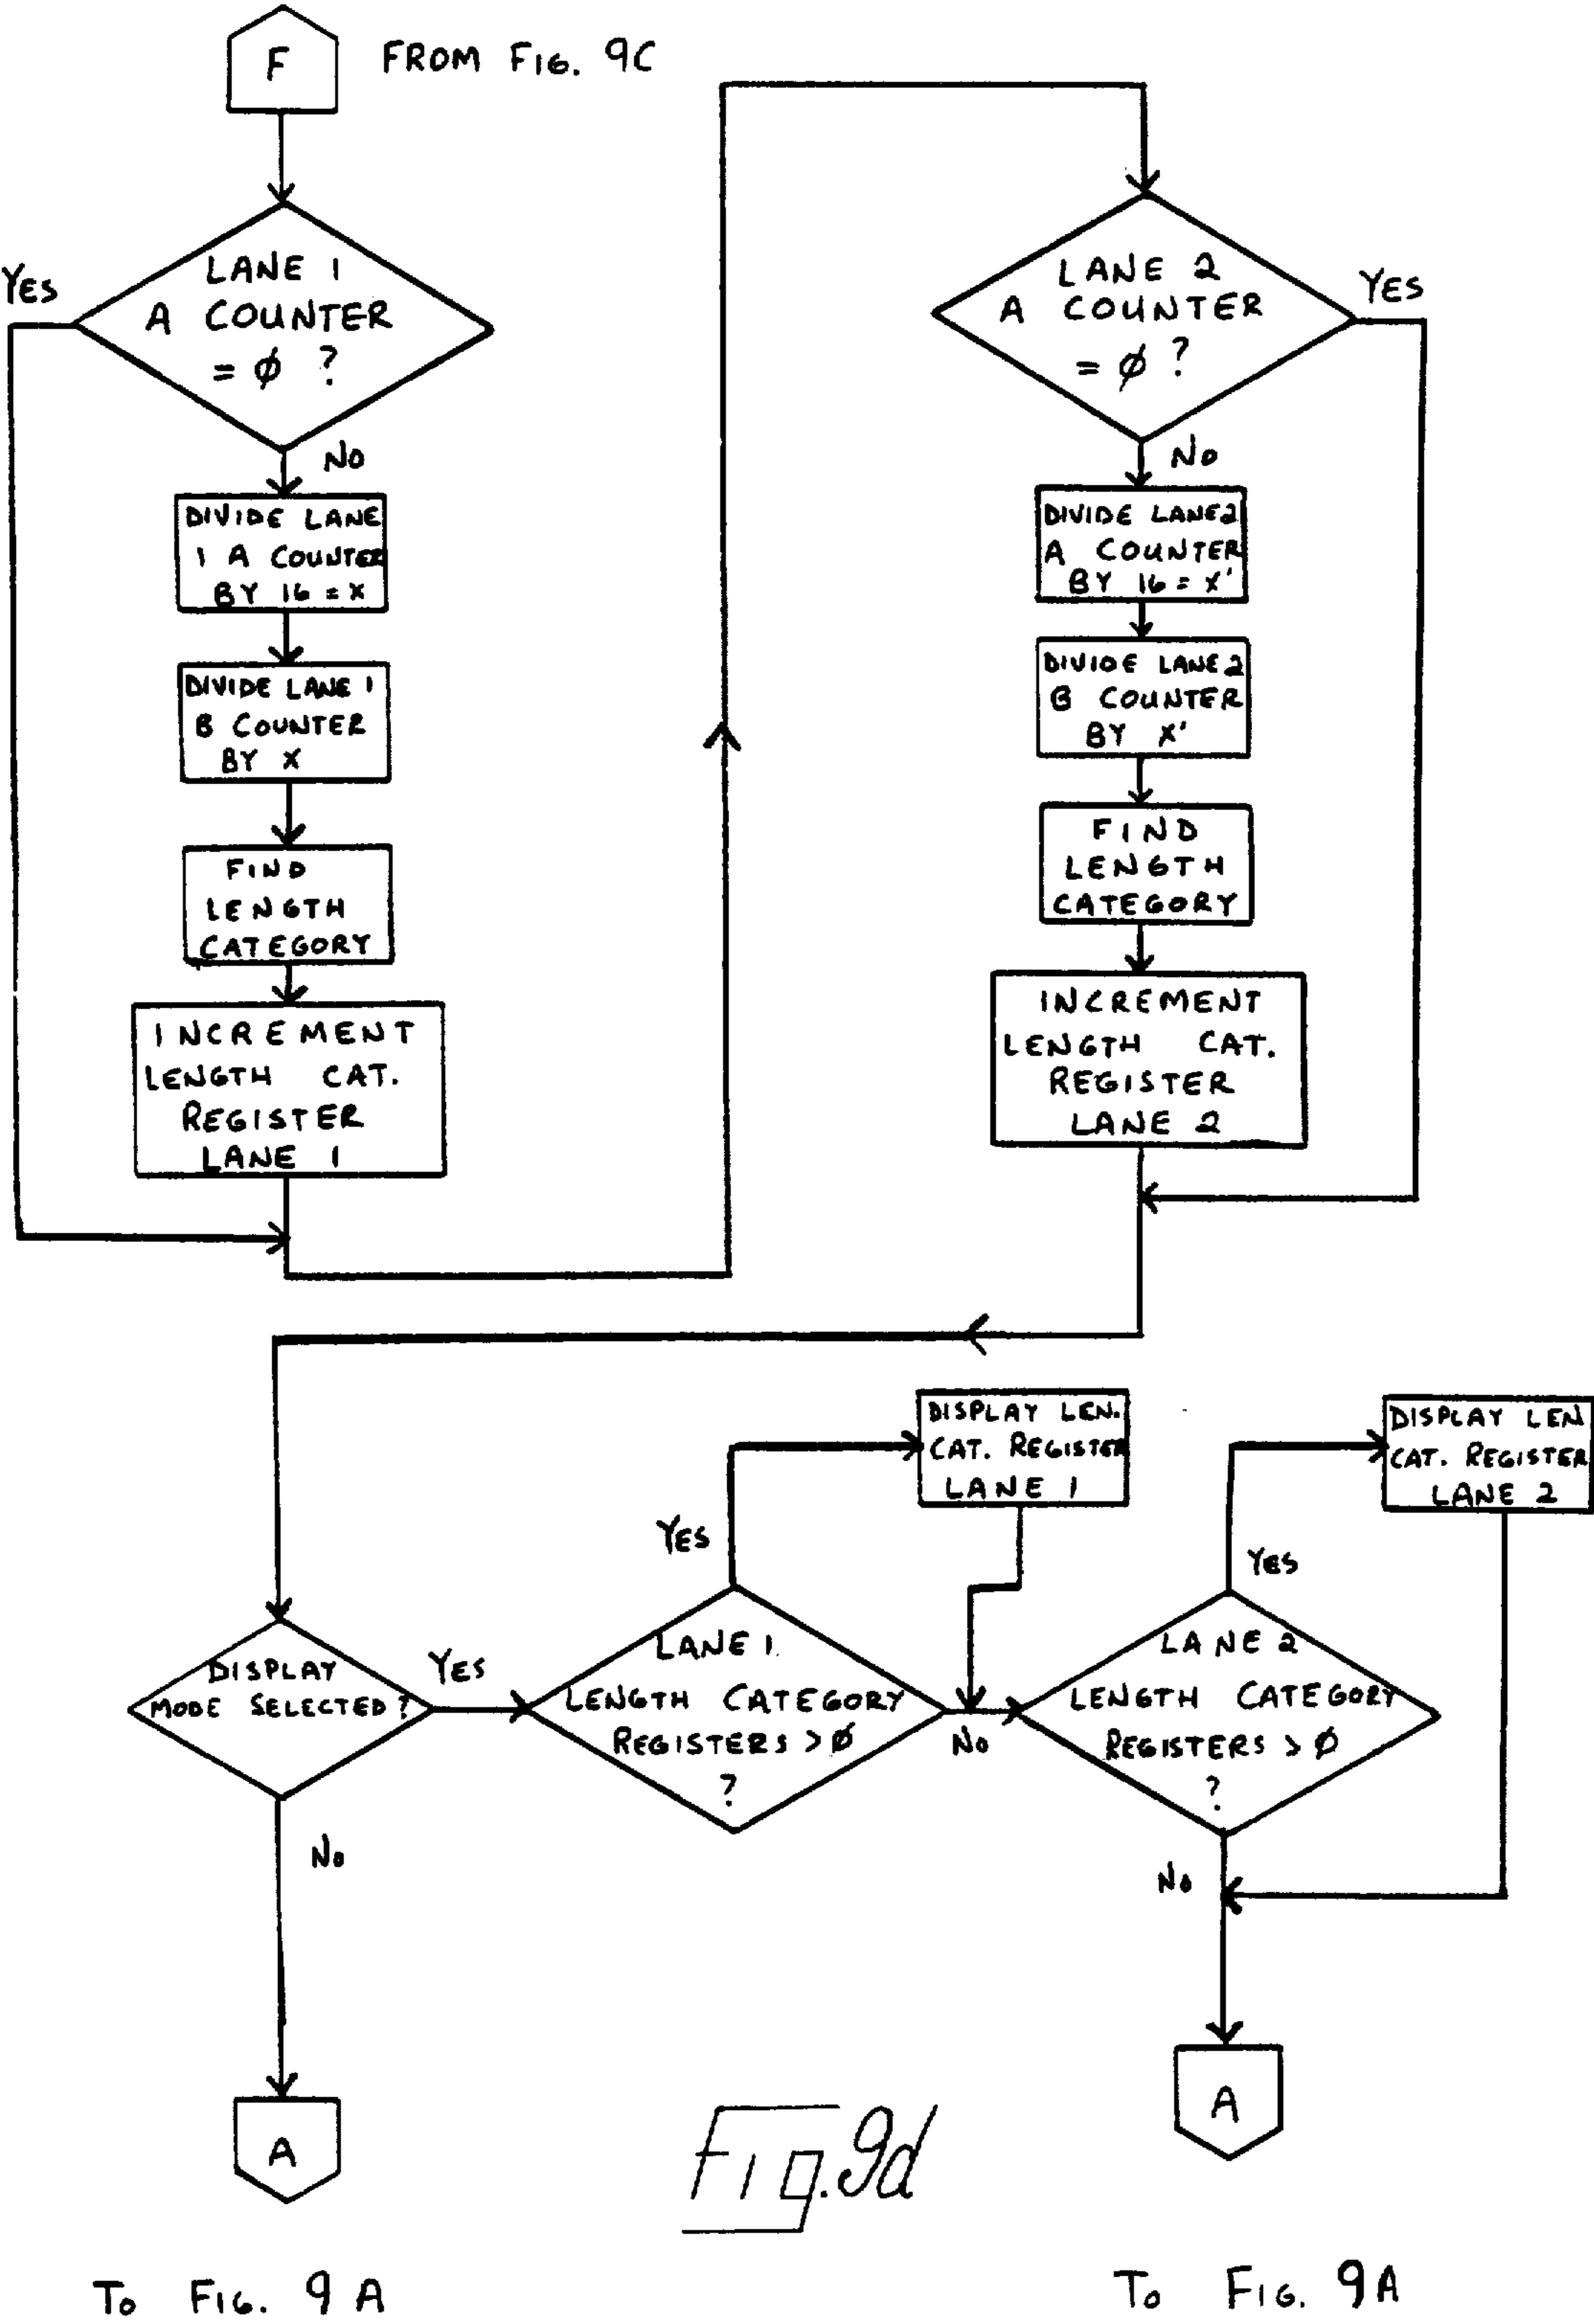 F
FROM FIG. 9C
LANE 1
A COUNTER
= ϕ ?
YES
NO
DIVIDE LANE
1 A COUNTER
BY 16 = X
DIVIDE LANE 1
B COUNTER
BY X
FIND
LENGTH
CATEGORY
INCREMENT
LENGTH CAT.
REGISTER
LANE 1
LANE 2
A COUNTER
= ϕ ?
YES
NO
DIVIDE LANE 2
A COUNTER
BY 16 = X'
DIVIDE LANE 2
B COUNTER
BY X'
FIND
LENGTH
CATEGORY
INCREMENT
LENGTH CAT.
REGISTER
LANE 2
DISPLAY
MODE SELECTED?
YES
NO
LANE 1
LENGTH CATEGORY
REGISTERS > ϕ
?
YES
NO
DISPLAY LEN.
CAT. REGISTER
LANE 1
LANE 2
LENGTH CATEGORY
REGISTERS > ϕ
?
YES
NO
DISPLAY LEN
CAT. REGISTER
LANE 2
A
A
Fig. 9d
To FIG. 9A
To FIG. 9A